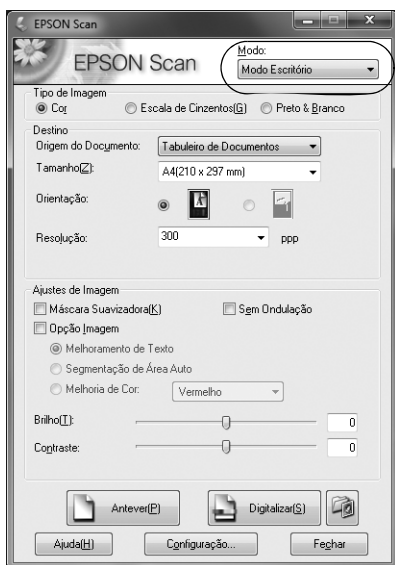 EPSON Scan
EPSON Scan
Modo:
Modo Escritório
Tipo de Imagem
Cor
Escala de Cinzentos(G)
Preto & Branco
Destino
Origem do Documento:
Tabuleiro de Documentos
Tamanho(Z):
A4(210 x 297 mm)
Orientação:
Resolução:
300
ppp
Ajustes de Imagem
Máscara Suavizadora(K)
Sem Ondulação
Opção Imagem
Melhoramento de Texto
Segmentação de Área Auto
Melhoria de Cor:
Vermelho
Brilho(T):
0
Contraste:
0
Antever(P)
Digitalizar(S)
Ajuda(H)
Configuração...
Fechar